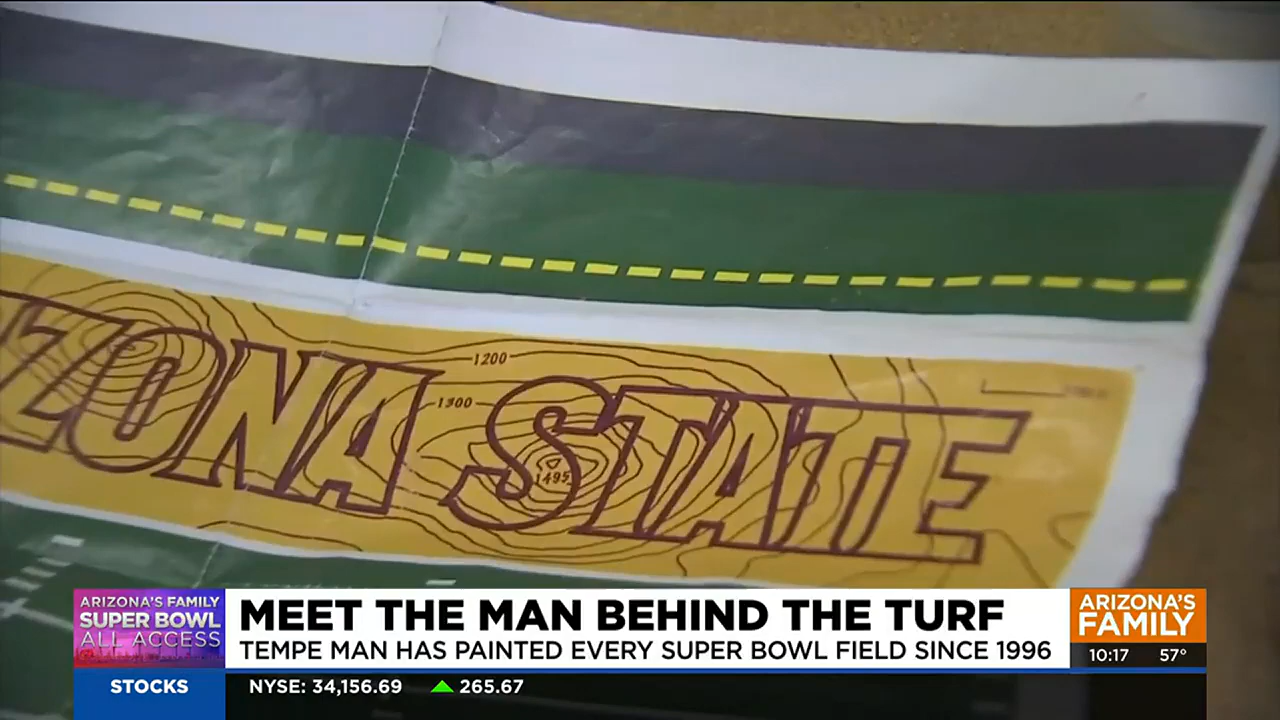 1200
1300
1495
ZONA STATE
ARIZONA'S FAMILY
SUPER BOWL
ALL ACCESS
MEET THE MAN BEHIND THE TURF
TEMPE MAN HAS PAINTED EVERY SUPER BOWL FIELD SINCE 1996
ARIZONA'S
FAMILY
10:17 57°
STOCKS
NYSE: 34,156.69 265.67